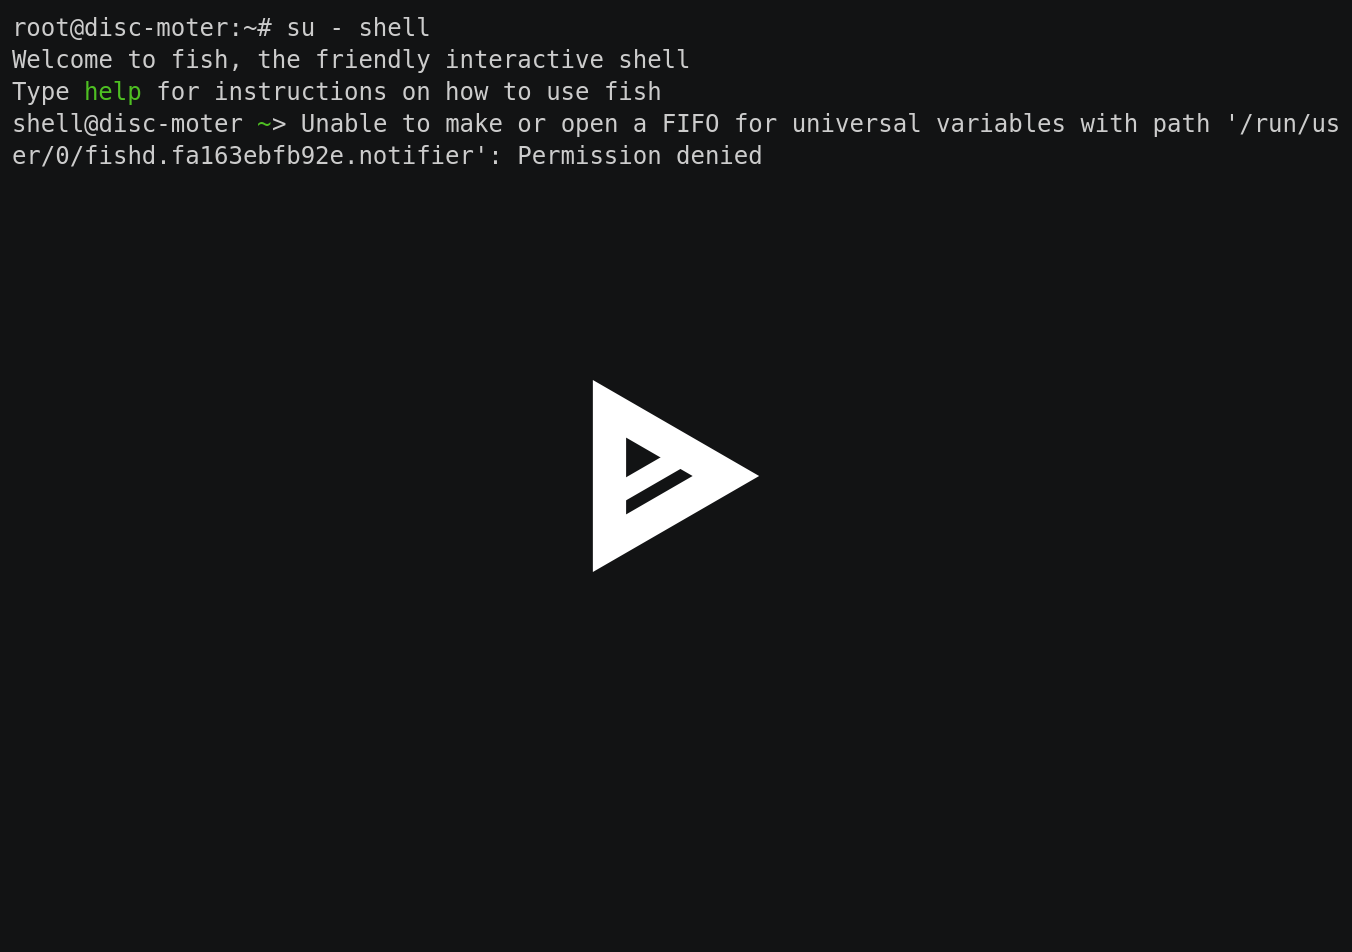 root@disc-moter:~# su - shell
Welcome to fish, the friendly interactive shell
Type help for instructions on how to use fish
shell@disc-moter ~> Unable to make or open a FIFO for universal variables with path '/run/us
er/0/fishd.fa163ebfb92e.notifier': Permission denied